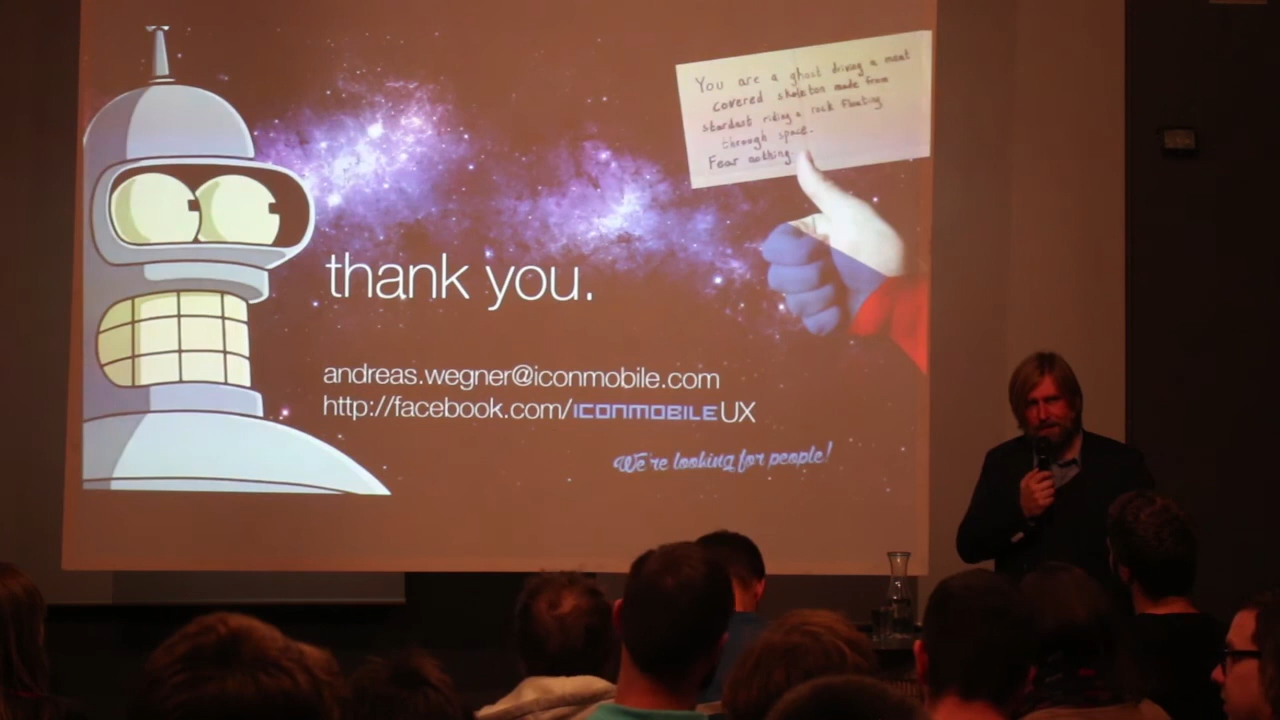 You are a ghost driving a meat
covered skeleton made from
stardust riding a rock floating
through space.
Fear nothing.
thank you.
andreas.wegner@iconmobile.com
http://facebook.com/ICONMOBILEUX
We're looking for people!